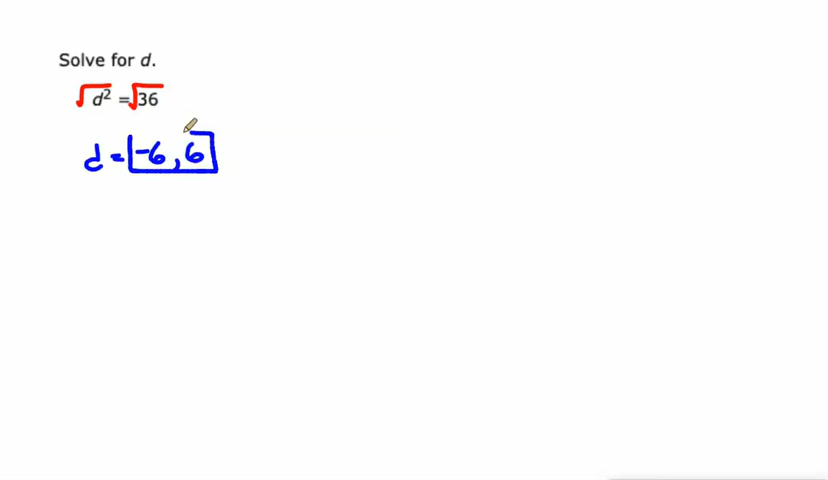 Solve for d.
√d² = √36
d = -6, 6